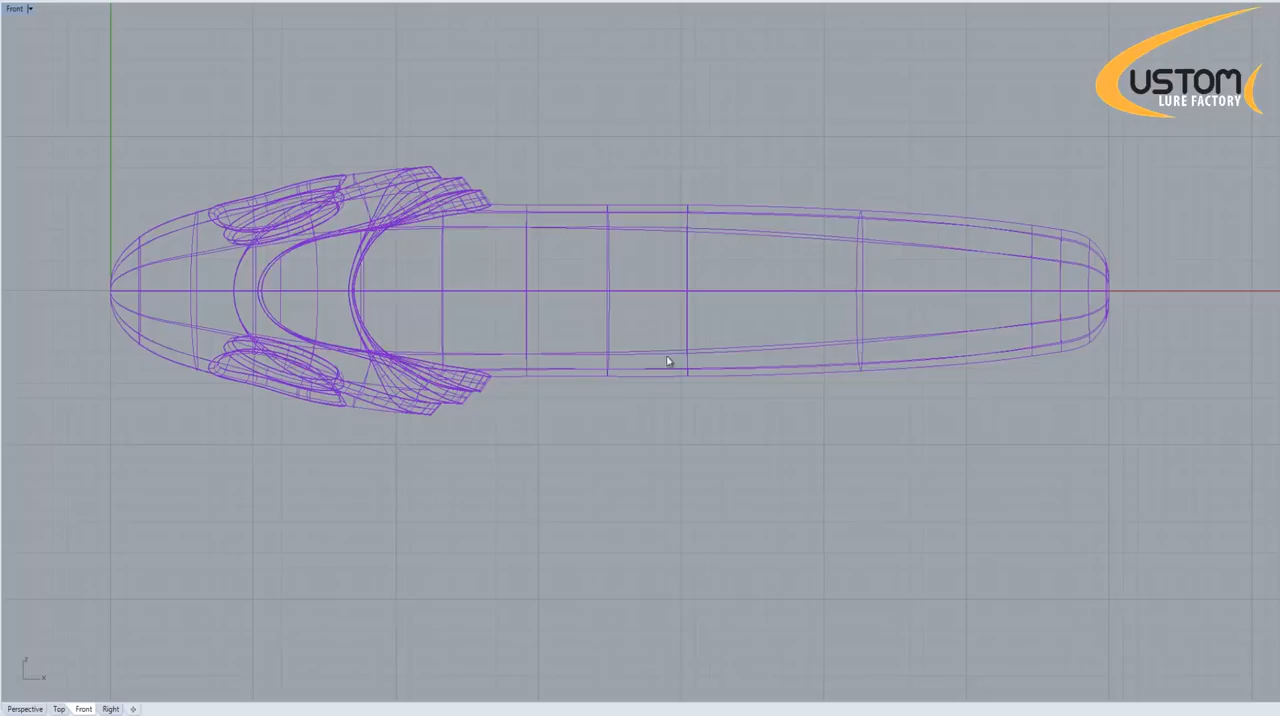 Front
USTOM
LURE FACTORY
z
x
Perspective Top Front Right